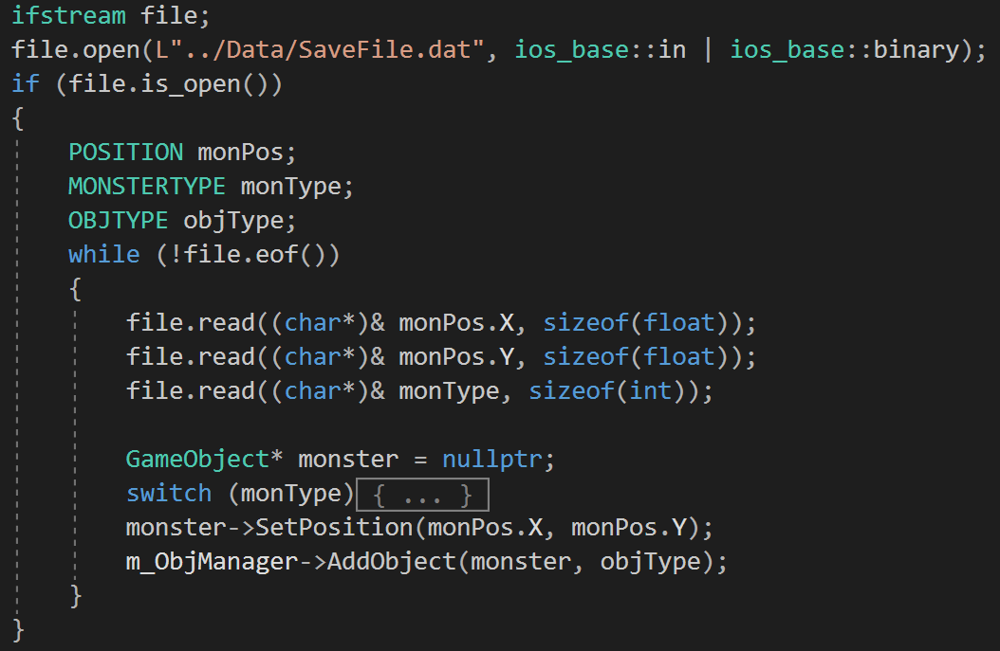 ifstream file;
file.open(L"../Data/SaveFile.dat", ios_base::in | ios_base::binary);
if (file.is_open())
{
    POSITION monPos;
    MONSTERTYPE monType;
    OBJTYPE objType;
    while (!file.eof())
    {
        file.read((char*)& monPos.X, sizeof(float));
        file.read((char*)& monPos.Y, sizeof(float));
        file.read((char*)& monType, sizeof(int));

        GameObject* monster = nullptr;
        switch (monType){ ... }
        monster->SetPosition(monPos.X, monPos.Y);
        m_ObjManager->AddObject(monster, objType);
    }
}